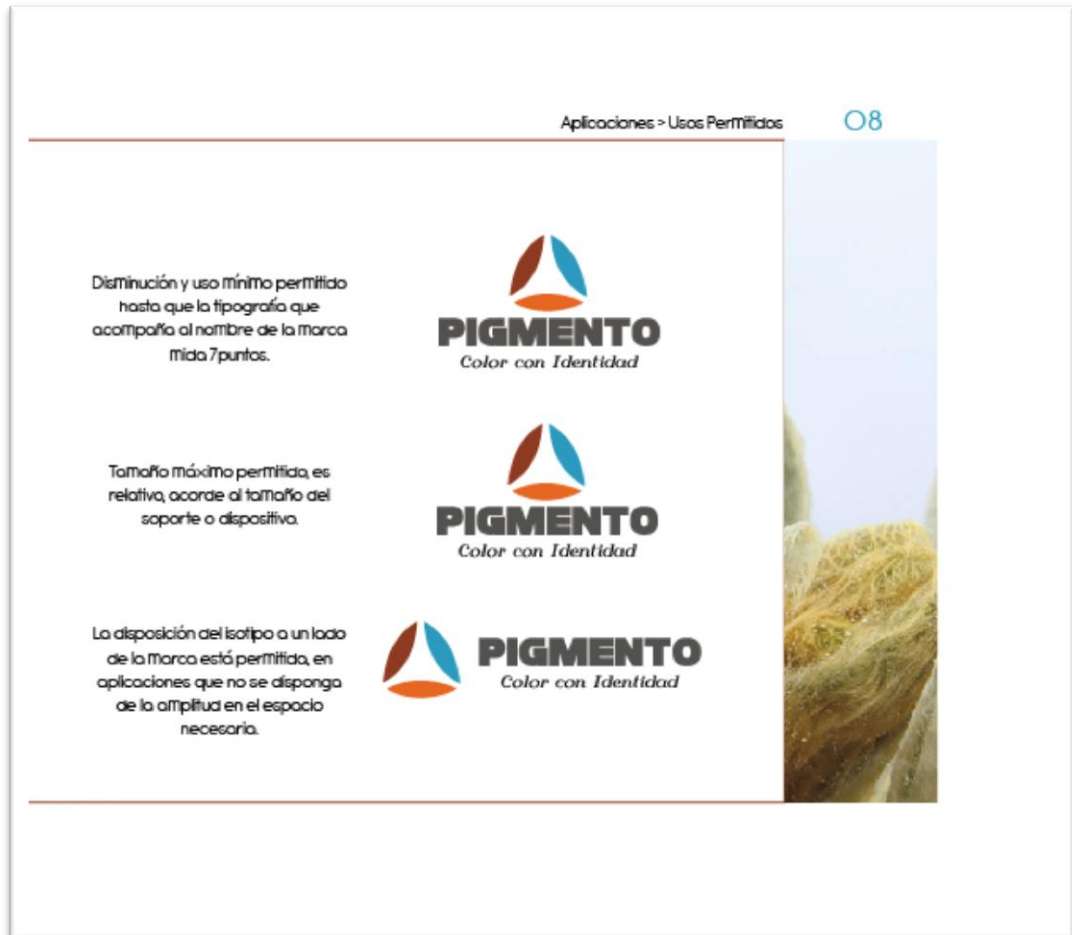 Aplicaciones > Usos Permitidos
08
Disminución y uso mínimo permitido
hasta que la tipografía que
acompaña al nombre de la marca
mida 7puntos.
PIGMENTO
Color con Identidad
Tamaño máximo permitido, es
relativo, acorde al tamaño del
soporte o dispositivo.
PIGMENTO
Color con Identidad
La disposición del isotipo a un lado
de la marca está permitida, en
aplicaciones que no se disponga
de la amplitud en el espacio
necesario.
PIGMENTO
Color con Identidad